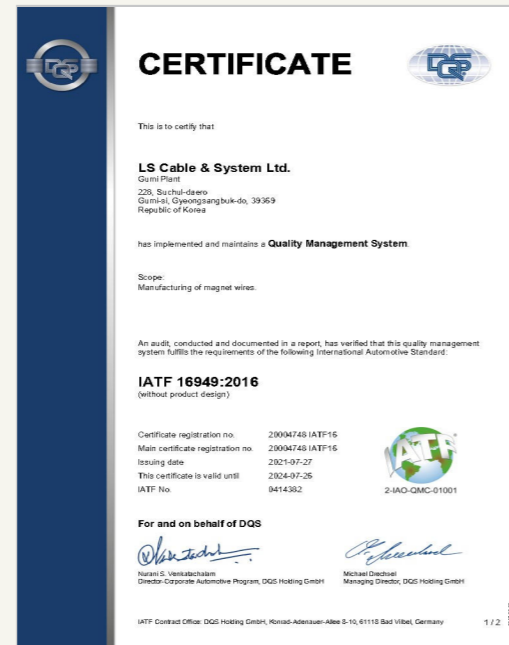 DQS
DQS
CERTIFICATE
This is to certify that
LS Cable & System Ltd.
Gumi Plant
228, Suchul-daero
Gumi-si, Gyeongsangbuk-do, 39369
Republic of Korea
has implemented and maintains a Quality Management System.
Scope:
Manufacturing of magnet wires.
An audit, conducted and documented in a report, has verified that this quality management
system fulfills the requirements of the following International Automotive Standard:
IATF 16949:2016
(without product design)
Certificate registration no. 20004748 IATF16
Main certificate registration no. 20004748 IATF16
Issuing date 2021-07-27
This certificate is valid until 2024-07-26
IATF No. 0414382
IATF
2-IAO-QMC-01001
For and on behalf of DQS
Nurani S. Venkatachalam
Director-Corporate Automotive Program, DQS Holding GmbH
Michael Drechsel
Managing Director, DQS Holding GmbH
IATF Contract Office: DQS Holding GmbH, Konrad-Adenauer-Allee 8-10, 61118 Bad Vilbel, Germany
1 / 2